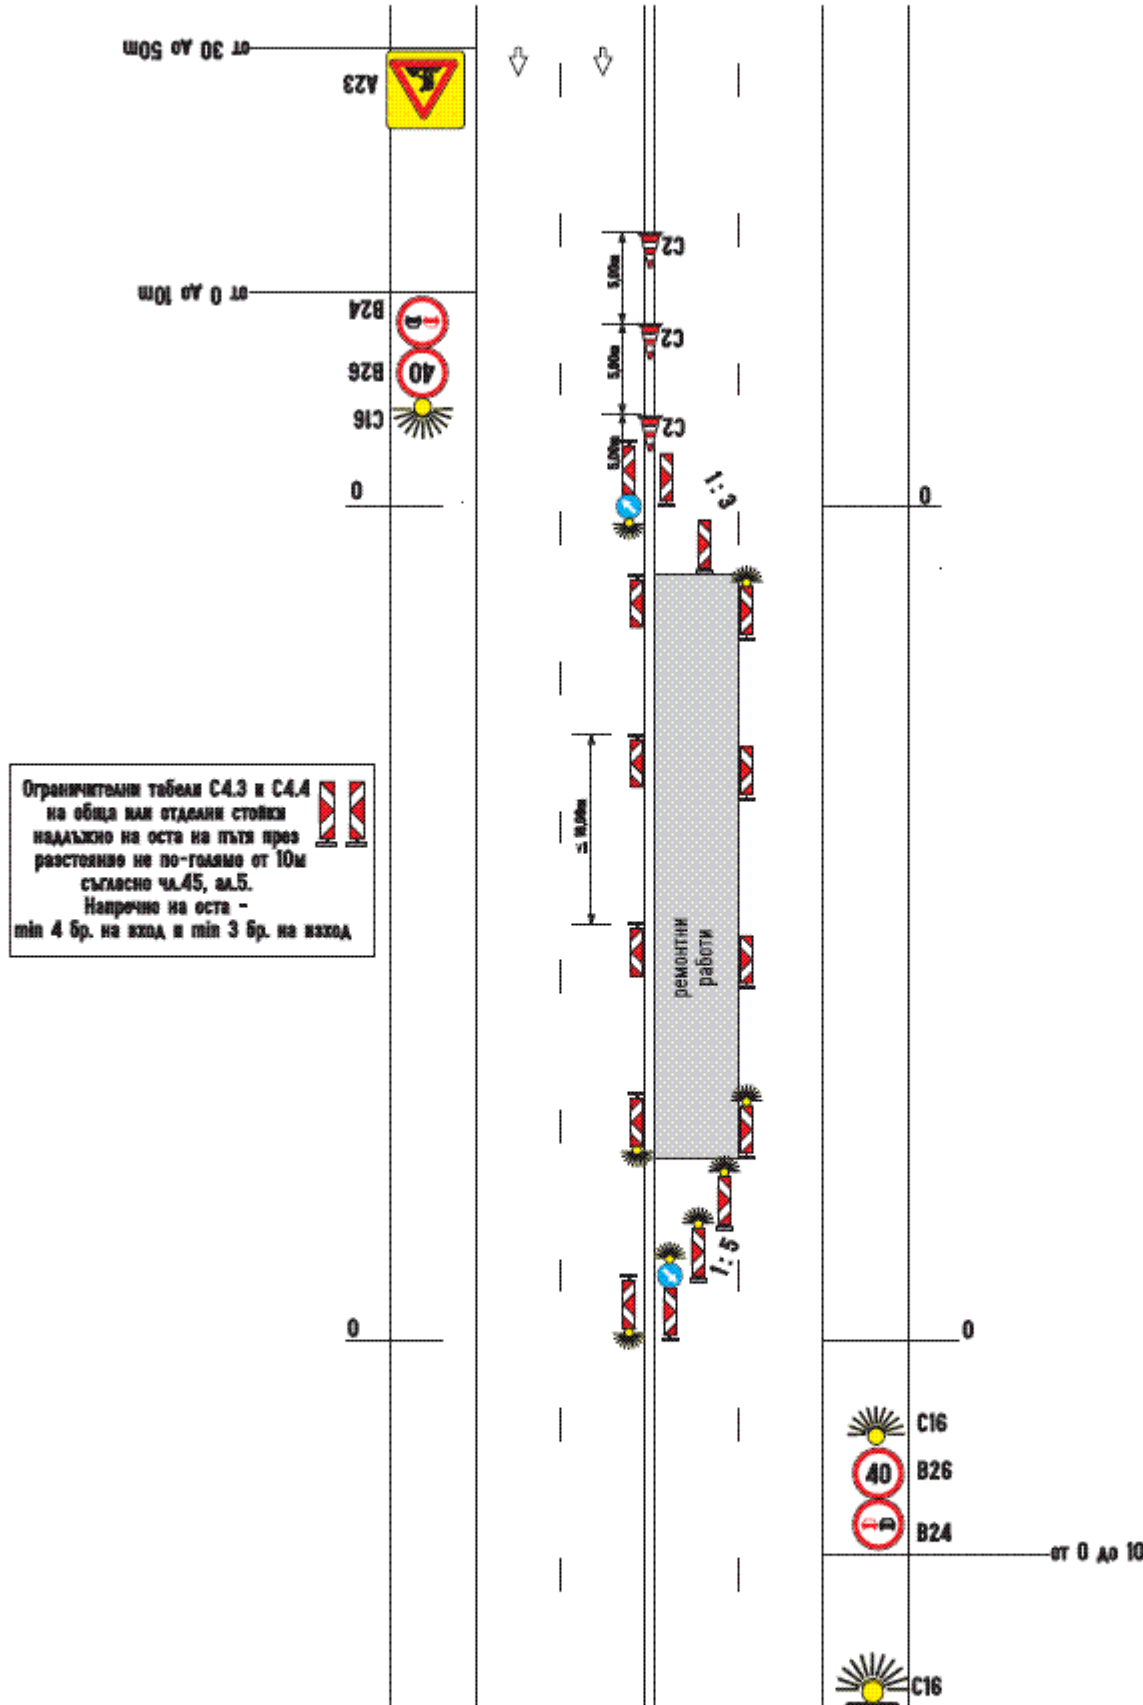 от 30 до 50m
A23
C2
5,00м
от 0 до 10m
B24
C2
B26
40
5,00м
C16
C2
5,00м
1:3
0
0
Ограничителни табели C4.3 и C4.4
на обща или отделни стойки
надлъжно на оста на пътя през
разстояние не по-голямо от 10м
съгласно чл.45, ал.5.
Напречно на оста -
min 4 бр. на вход и min 3 бр. на изход
≤ 10,00м
ремонтни
работи
1:5
0
0
C16
40
B26
B24
от 0 до 10
C16